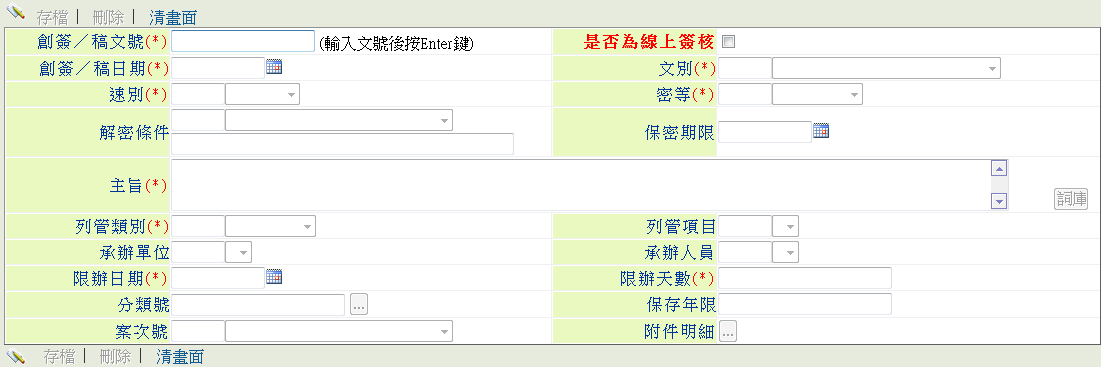 存檔 | 刪除 | 清畫面
創簽／稿文號(*) (輸入文號後按Enter鍵) 是否為線上簽核
創簽／稿日期(*) 文別(*)
速別(*) 密等(*)
解密條件 保密期限
主旨(*) 詞庫
列管類別(*) 列管項目
承辦單位 承辦人員
限辦日期(*) 限辦天數(*)
分類號 ... 保存年限
案次號 附件明細 ...
存檔 | 刪除 | 清畫面